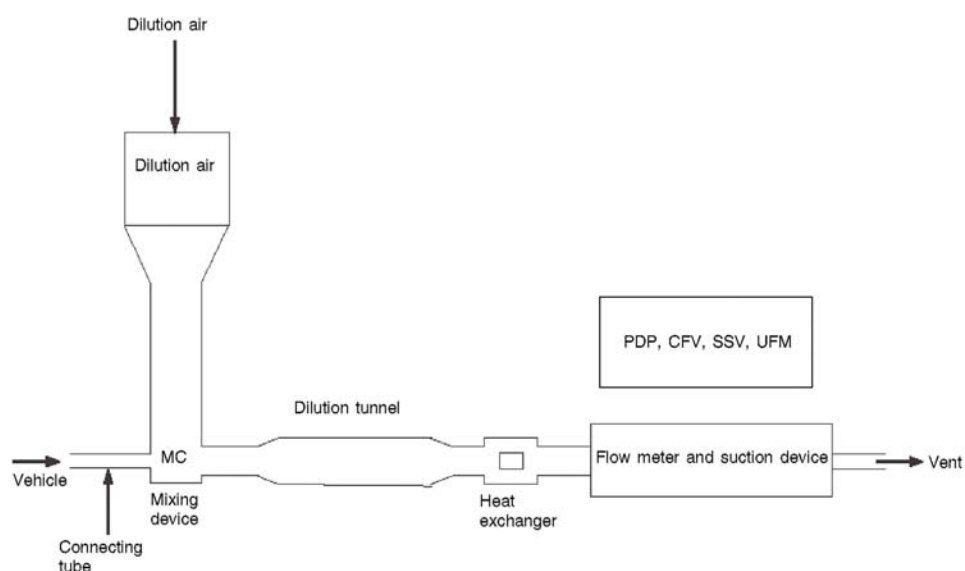 Dilution air
Dilution air
PDP, CFV, SSV, UFM
Dilution tunnel
MC
Flow meter and suction device
Vent
Vehicle
Mixing
device
Heat
exchanger
Connecting
tube